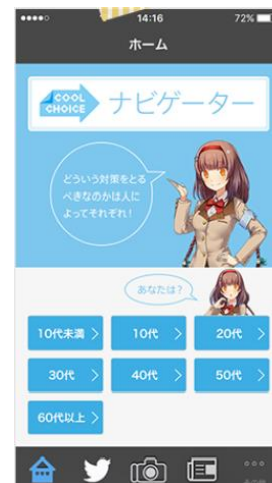 14:16
72%
ホーム
COOL CHOICE
ナビゲーター
どういう対策をとる
べきなのかは人に
よってそれぞれ!
あなたは?
10代未満 >
10代 >
20代 >
30代 >
40代 >
50代 >
60代以上 >